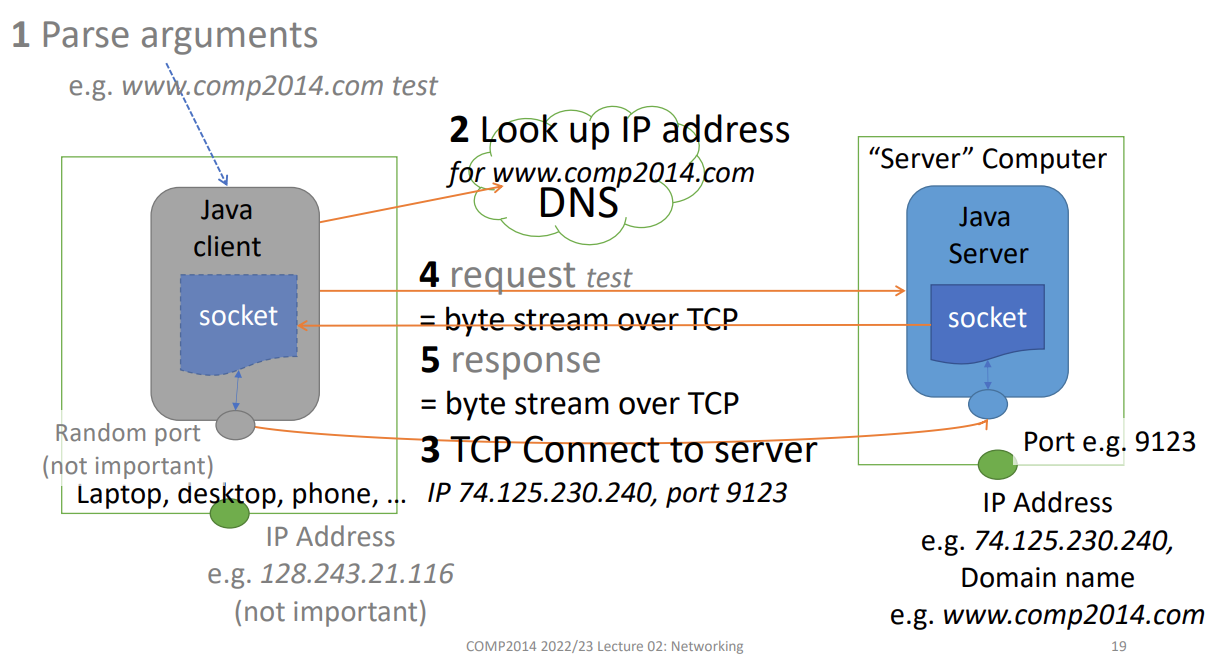 1 Parse arguments
e.g. www.comp2014.com test
2 Look up IP address
for www.comp2014.com
DNS
Java
client
socket
Random port
(not important)
Laptop, desktop, phone, ...
IP Address
e.g. 128.243.21.116
(not important)
4 request test
= byte stream over TCP
5 response
= byte stream over TCP
3 TCP Connect to server
IP 74.125.230.240, port 9123
“Server” Computer
Java
Server
socket
Port e.g. 9123
IP Address
e.g. 74.125.230.240,
Domain name
e.g. www.comp2014.com
COMP2014 2022/23 Lecture 02: Networking
19